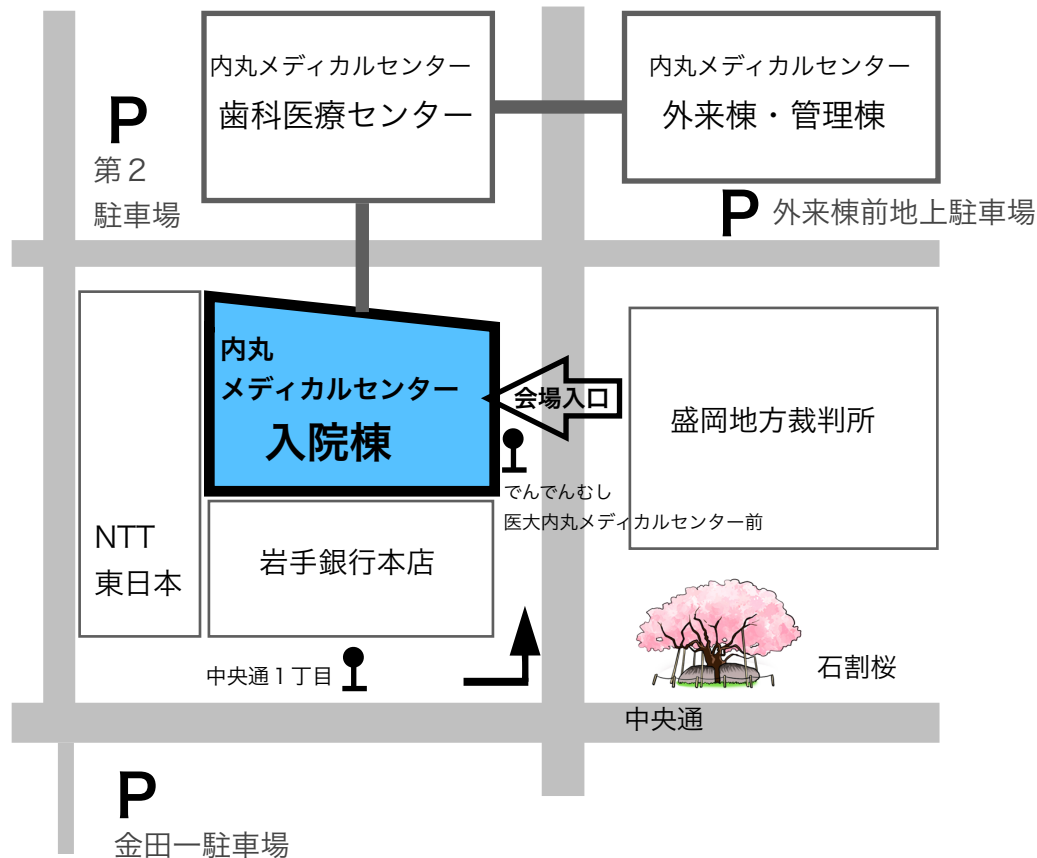 内丸メディカルセンター
歯科医療センター
内丸メディカルセンター
外来棟・管理棟
P
第２
駐車場
P 外来棟前地上駐車場
内丸
メディカルセンター
入院棟
会場入口
盛岡地方裁判所
でんでんむし
医大内丸メディカルセンター前
NTT
東日本
岩手銀行本店
中央通１丁目
石割桜
中央通
P
金田一駐車場